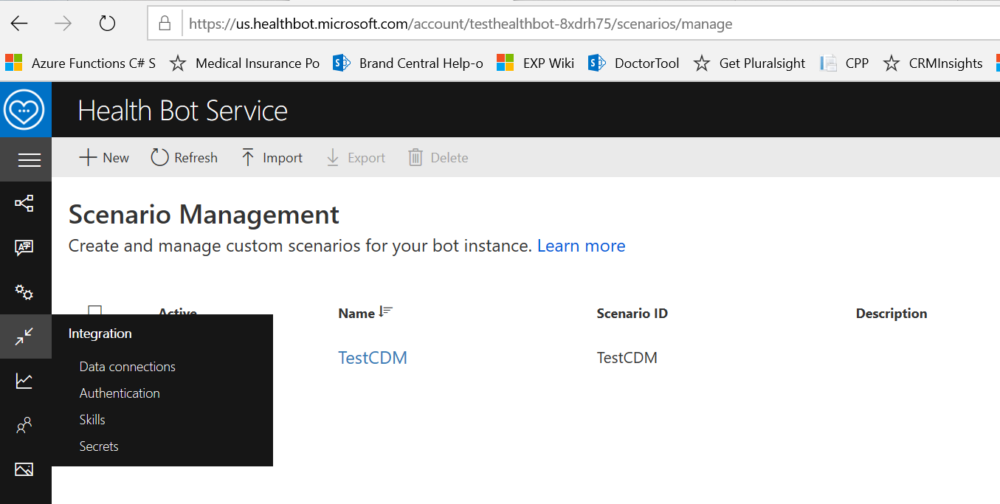 https://us.healthbot.microsoft.com/account/testhealthbot-8xdrh75/scenarios/manage
Azure Functions C# S Medical Insurance Po Brand Central Help-o EXP Wiki DoctorTool Get Pluralsight CPP CRMInsights
Health Bot Service
New Refresh Import Export Delete
Scenario Management
Create and manage custom scenarios for your bot instance. Learn more
Active Name Scenario ID Description
Integration
TestCDM TestCDM
Data connections
Authentication
Skills
Secrets